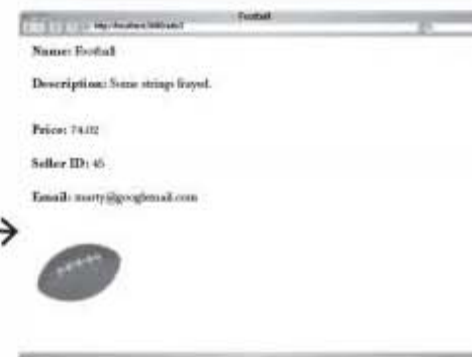 Football
Name: Football
Description: Some strings frayed.
Price: 74.02
Seller ID: 45
Email: marty@googlemail.com